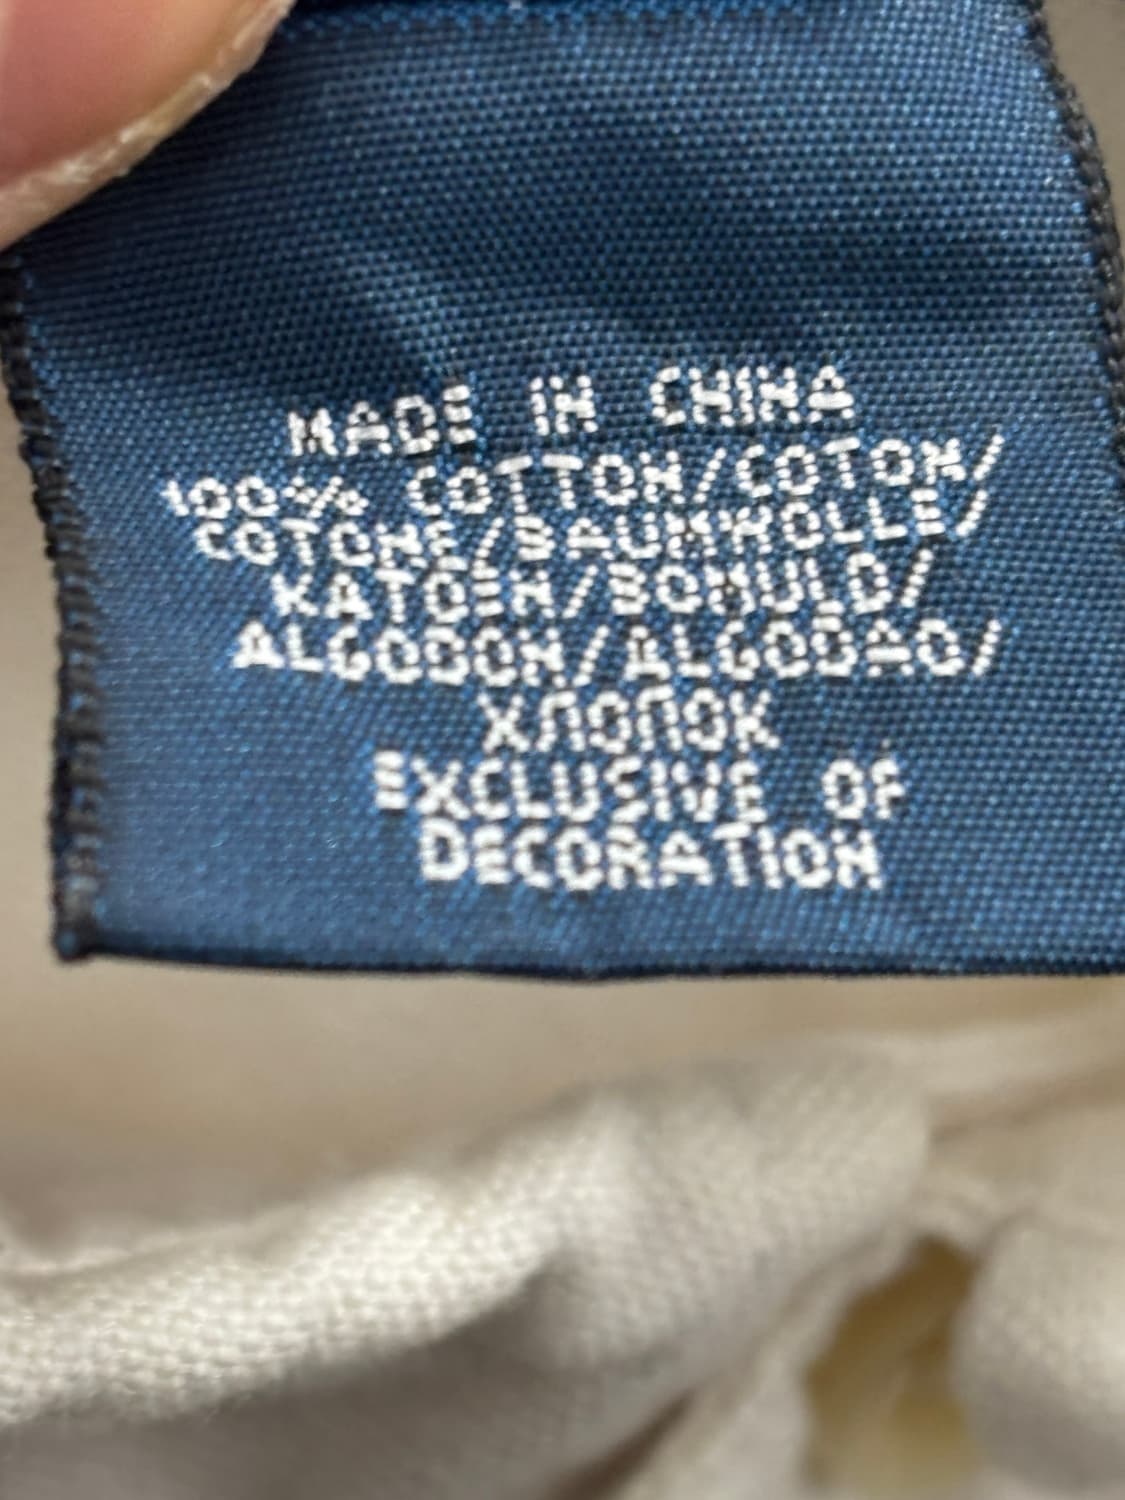 MADE IN CHINA
100% COTTON/COTON/
COTONE/BAUMWOLLE/
KATOEN/BOMULD/
ALGODON/ALGODAO/
ХЛОПОК
EXCLUSIVE OF
DECORATION